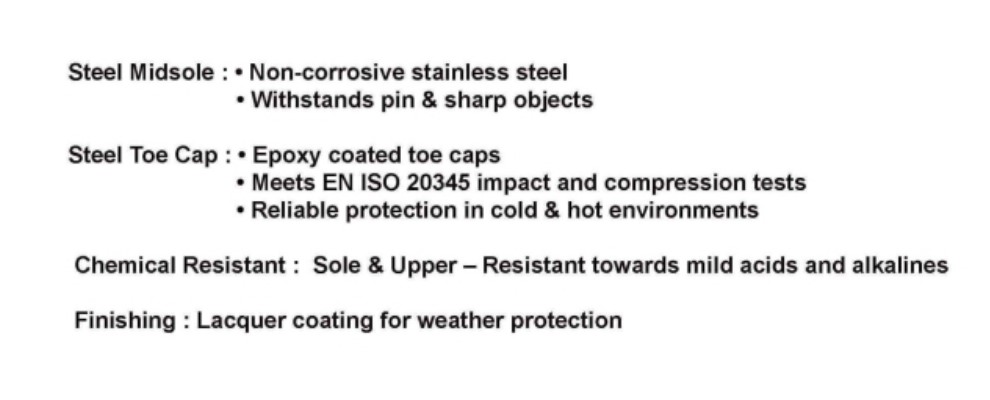 Steel Midsole : • Non-corrosive stainless steel
• Withstands pin & sharp objects
Steel Toe Cap : • Epoxy coated toe caps
• Meets EN ISO 20345 impact and compression tests
• Reliable protection in cold & hot environments
Chemical Resistant : Sole & Upper – Resistant towards mild acids and alkalines
Finishing : Lacquer coating for weather protection